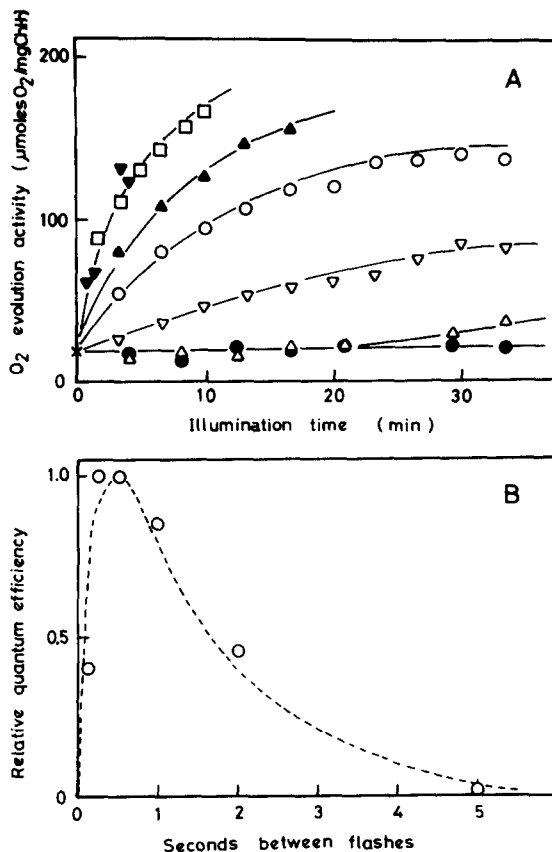 A
O₂ evolution activity (μmoles O₂/mgChl·H)
200
100
0
0 10 20 30
Illumination time (min)
B
Relative quantum efficiency
1.0
0.5
0
0 1 2 3 4 5
Seconds between flashes